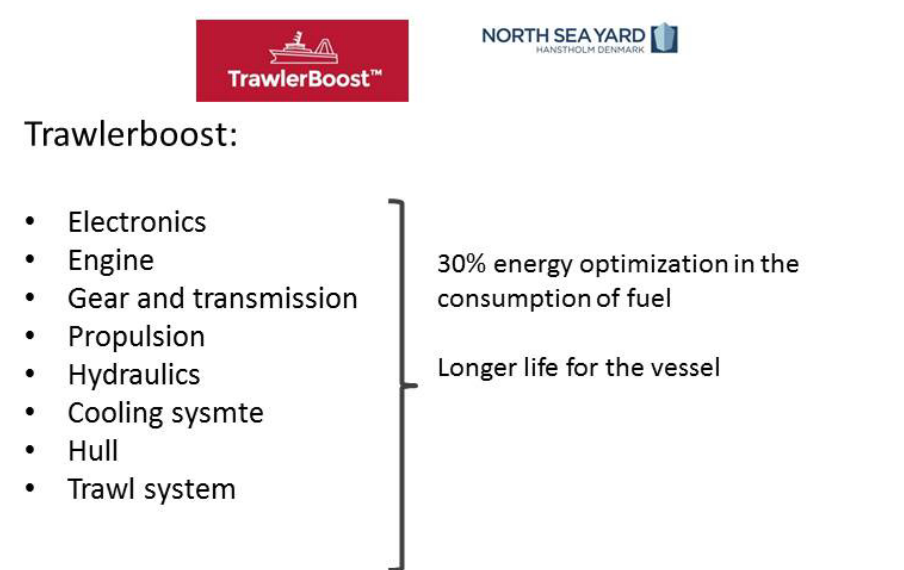 TrawlerBoost™
NORTH SEA YARD
HANSTHOLM DENMARK
Trawlerboost:
• Electronics
• Engine
• Gear and transmission
• Propulsion
• Hydraulics
• Cooling sysmte
• Hull
• Trawl system
30% energy optimization in the
consumption of fuel
Longer life for the vessel